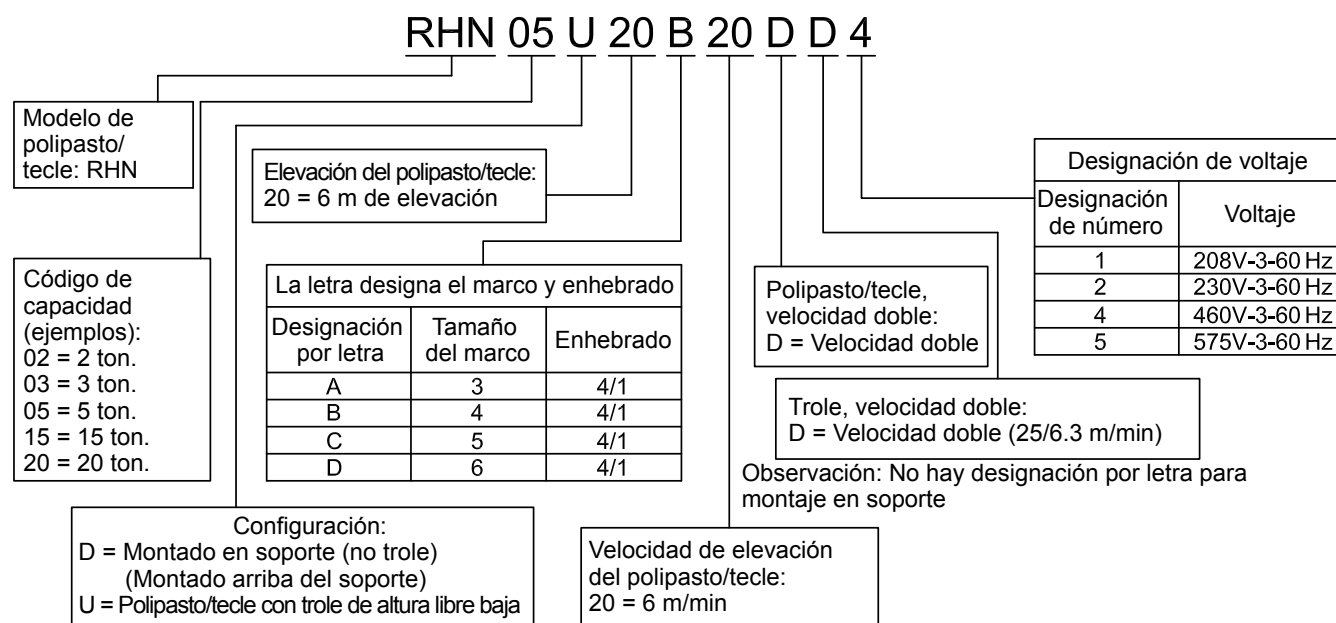 RHN 05 U 20 B 20 D D 4
Modelo de
polipasto/
tecle: RHN
Elevación del polipasto/tecle:
20 = 6 m de elevación
Código de
capacidad
(ejemplos):
02 = 2 ton.
03 = 3 ton.
05 = 5 ton.
15 = 15 ton.
20 = 20 ton.
La letra designa el marco y enhebrado
Designación por letra Tamaño del marco Enhebrado
A 3 4/1
B 4 4/1
C 5 4/1
D 6 4/1
Polipasto/tecle,
velocidad doble:
D = Velocidad doble
Designación de voltaje
Designación de número Voltaje
1 208V-3-60 Hz
2 230V-3-60 Hz
4 460V-3-60 Hz
5 575V-3-60 Hz
Trole, velocidad doble:
D = Velocidad doble (25/6.3 m/min)
Observación: No hay designación por letra para
montaje en soporte
Configuración:
D = Montado en soporte (no trole)
(Montado arriba del soporte)
U = Polipasto/tecle con trole de altura libre baja
Velocidad de elevación
del polipasto/tecle:
20 = 6 m/min